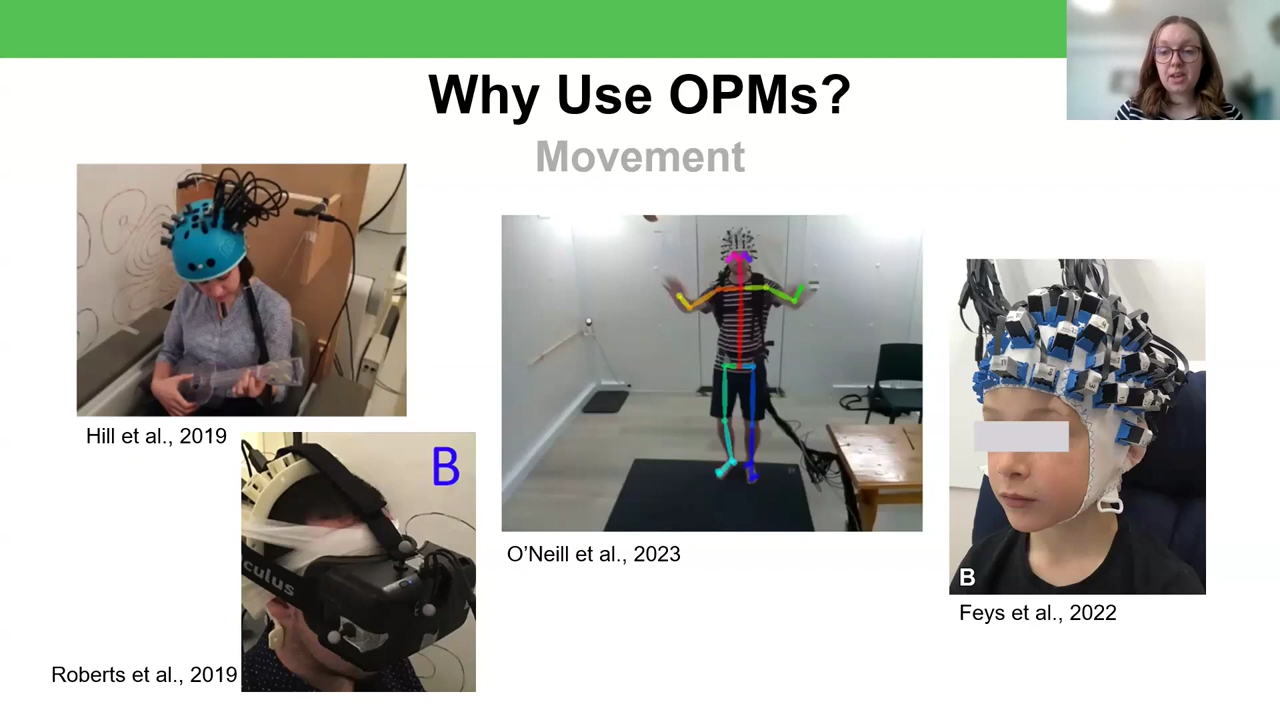 Why Use OPMs?
Movement
Hill et al., 2019
B
culus
Roberts et al., 2019
O'Neill et al., 2023
B
Feys et al., 2022